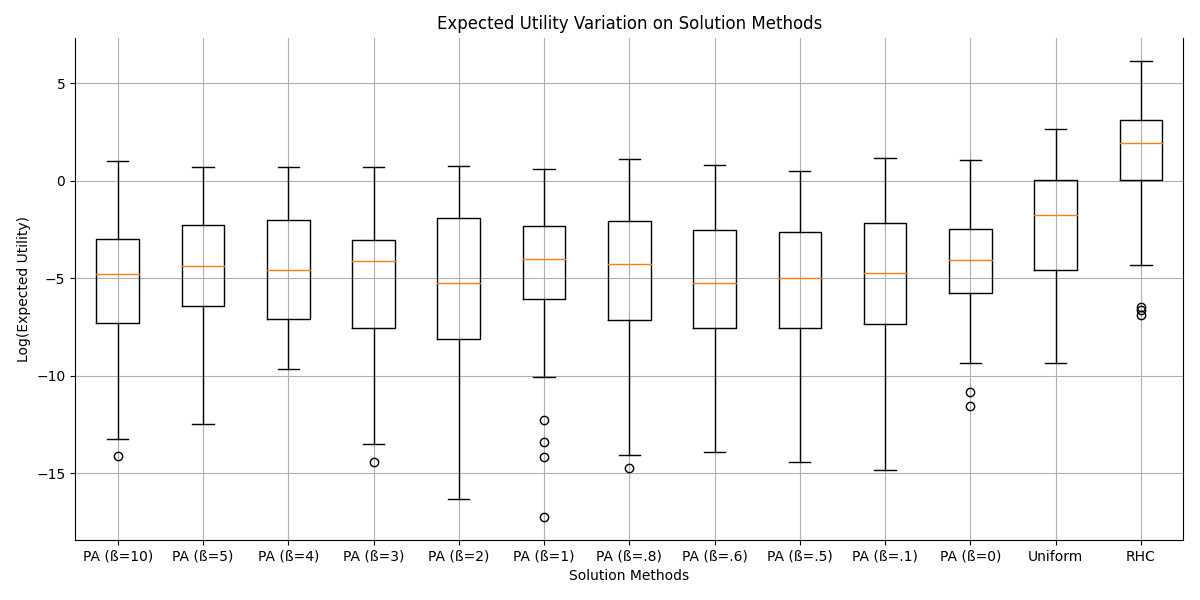 Expected Utility Variation on Solution Methods
Log(Expected Utility)
5
0
−5
−10
−15
PA (ß=10) PA (ß=5) PA (ß=4) PA (ß=3) PA (ß=2) PA (ß=1) PA (ß=.8) PA (ß=.6) PA (ß=.5) PA (ß=.1) PA (ß=0) Uniform RHC
Solution Methods